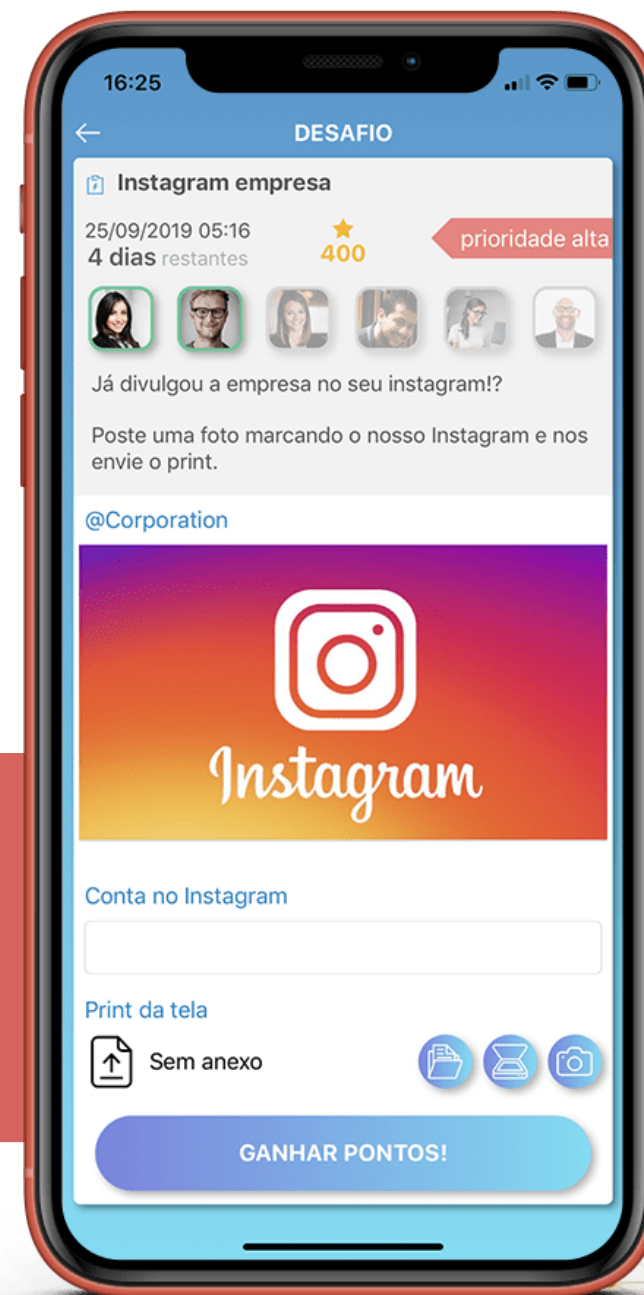 16:25
DESAFIO
Instagram empresa
25/09/2019 05:16
400
prioridade alta
4 dias restantes
Já divulgou a empresa no seu instagram!?
Poste uma foto marcando o nosso Instagram e nos
envie o print.
@Corporation
Instagram
Conta no Instagram
Print da tela
Sem anexo
GANHAR PONTOS!